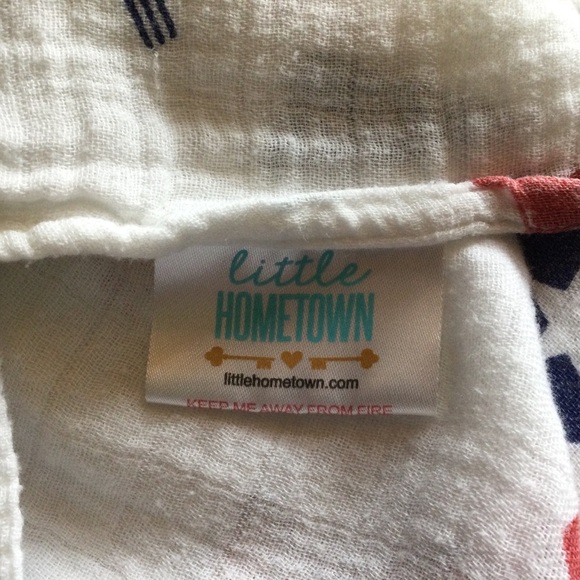 little
HOMETOWN
littlehometown.com
KEEP ME AWAY FROM FIRE